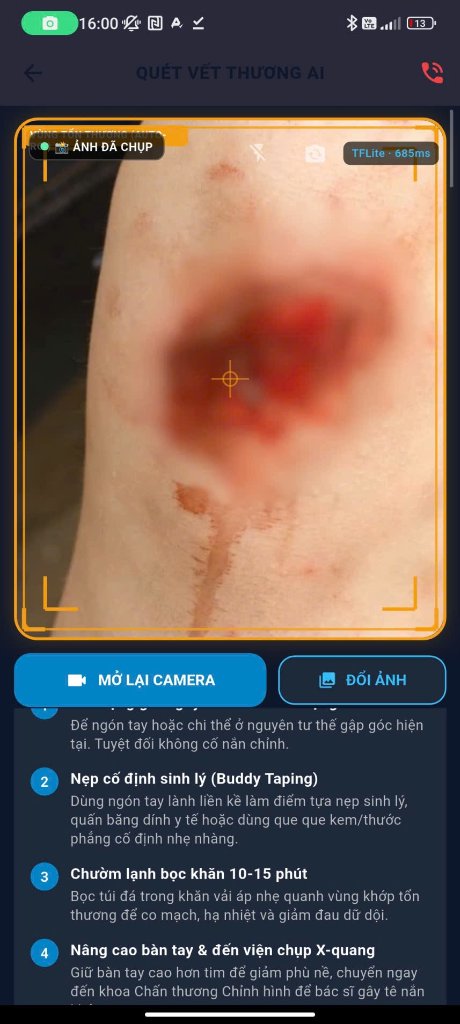 16:00
Vo LTE
13
QUÉT VẾT THƯƠNG AI
VÙNG TỔN THƯƠNG (AUTO-
ẢNH ĐÃ CHỤP
TFLite · 685ms
MỞ LẠI CAMERA
ĐỔI ẢNH
Để ngón tay hoặc chi thể ở nguyên tư thế gập góc hiện
tại. Tuyệt đối không cố nắn chỉnh.
2
Nẹp cố định sinh lý (Buddy Taping)
Dùng ngón tay lành liền kề làm điểm tựa nẹp sinh lý,
quấn băng dính y tế hoặc dùng que que kem/thước
phẳng cố định nhẹ nhàng.
3
Chườm lạnh bọc khăn 10-15 phút
Bọc túi đá trong khăn vải áp nhẹ quanh vùng khớp tổn
thương để co mạch, hạ nhiệt và giảm đau dữ dội.
4
Nâng cao bàn tay & đến viện chụp X-quang
Giữ bàn tay cao hơn tim để giảm phù nề, chuyển ngay
đến khoa Chấn thương Chỉnh hình để bác sĩ gây tê nắn